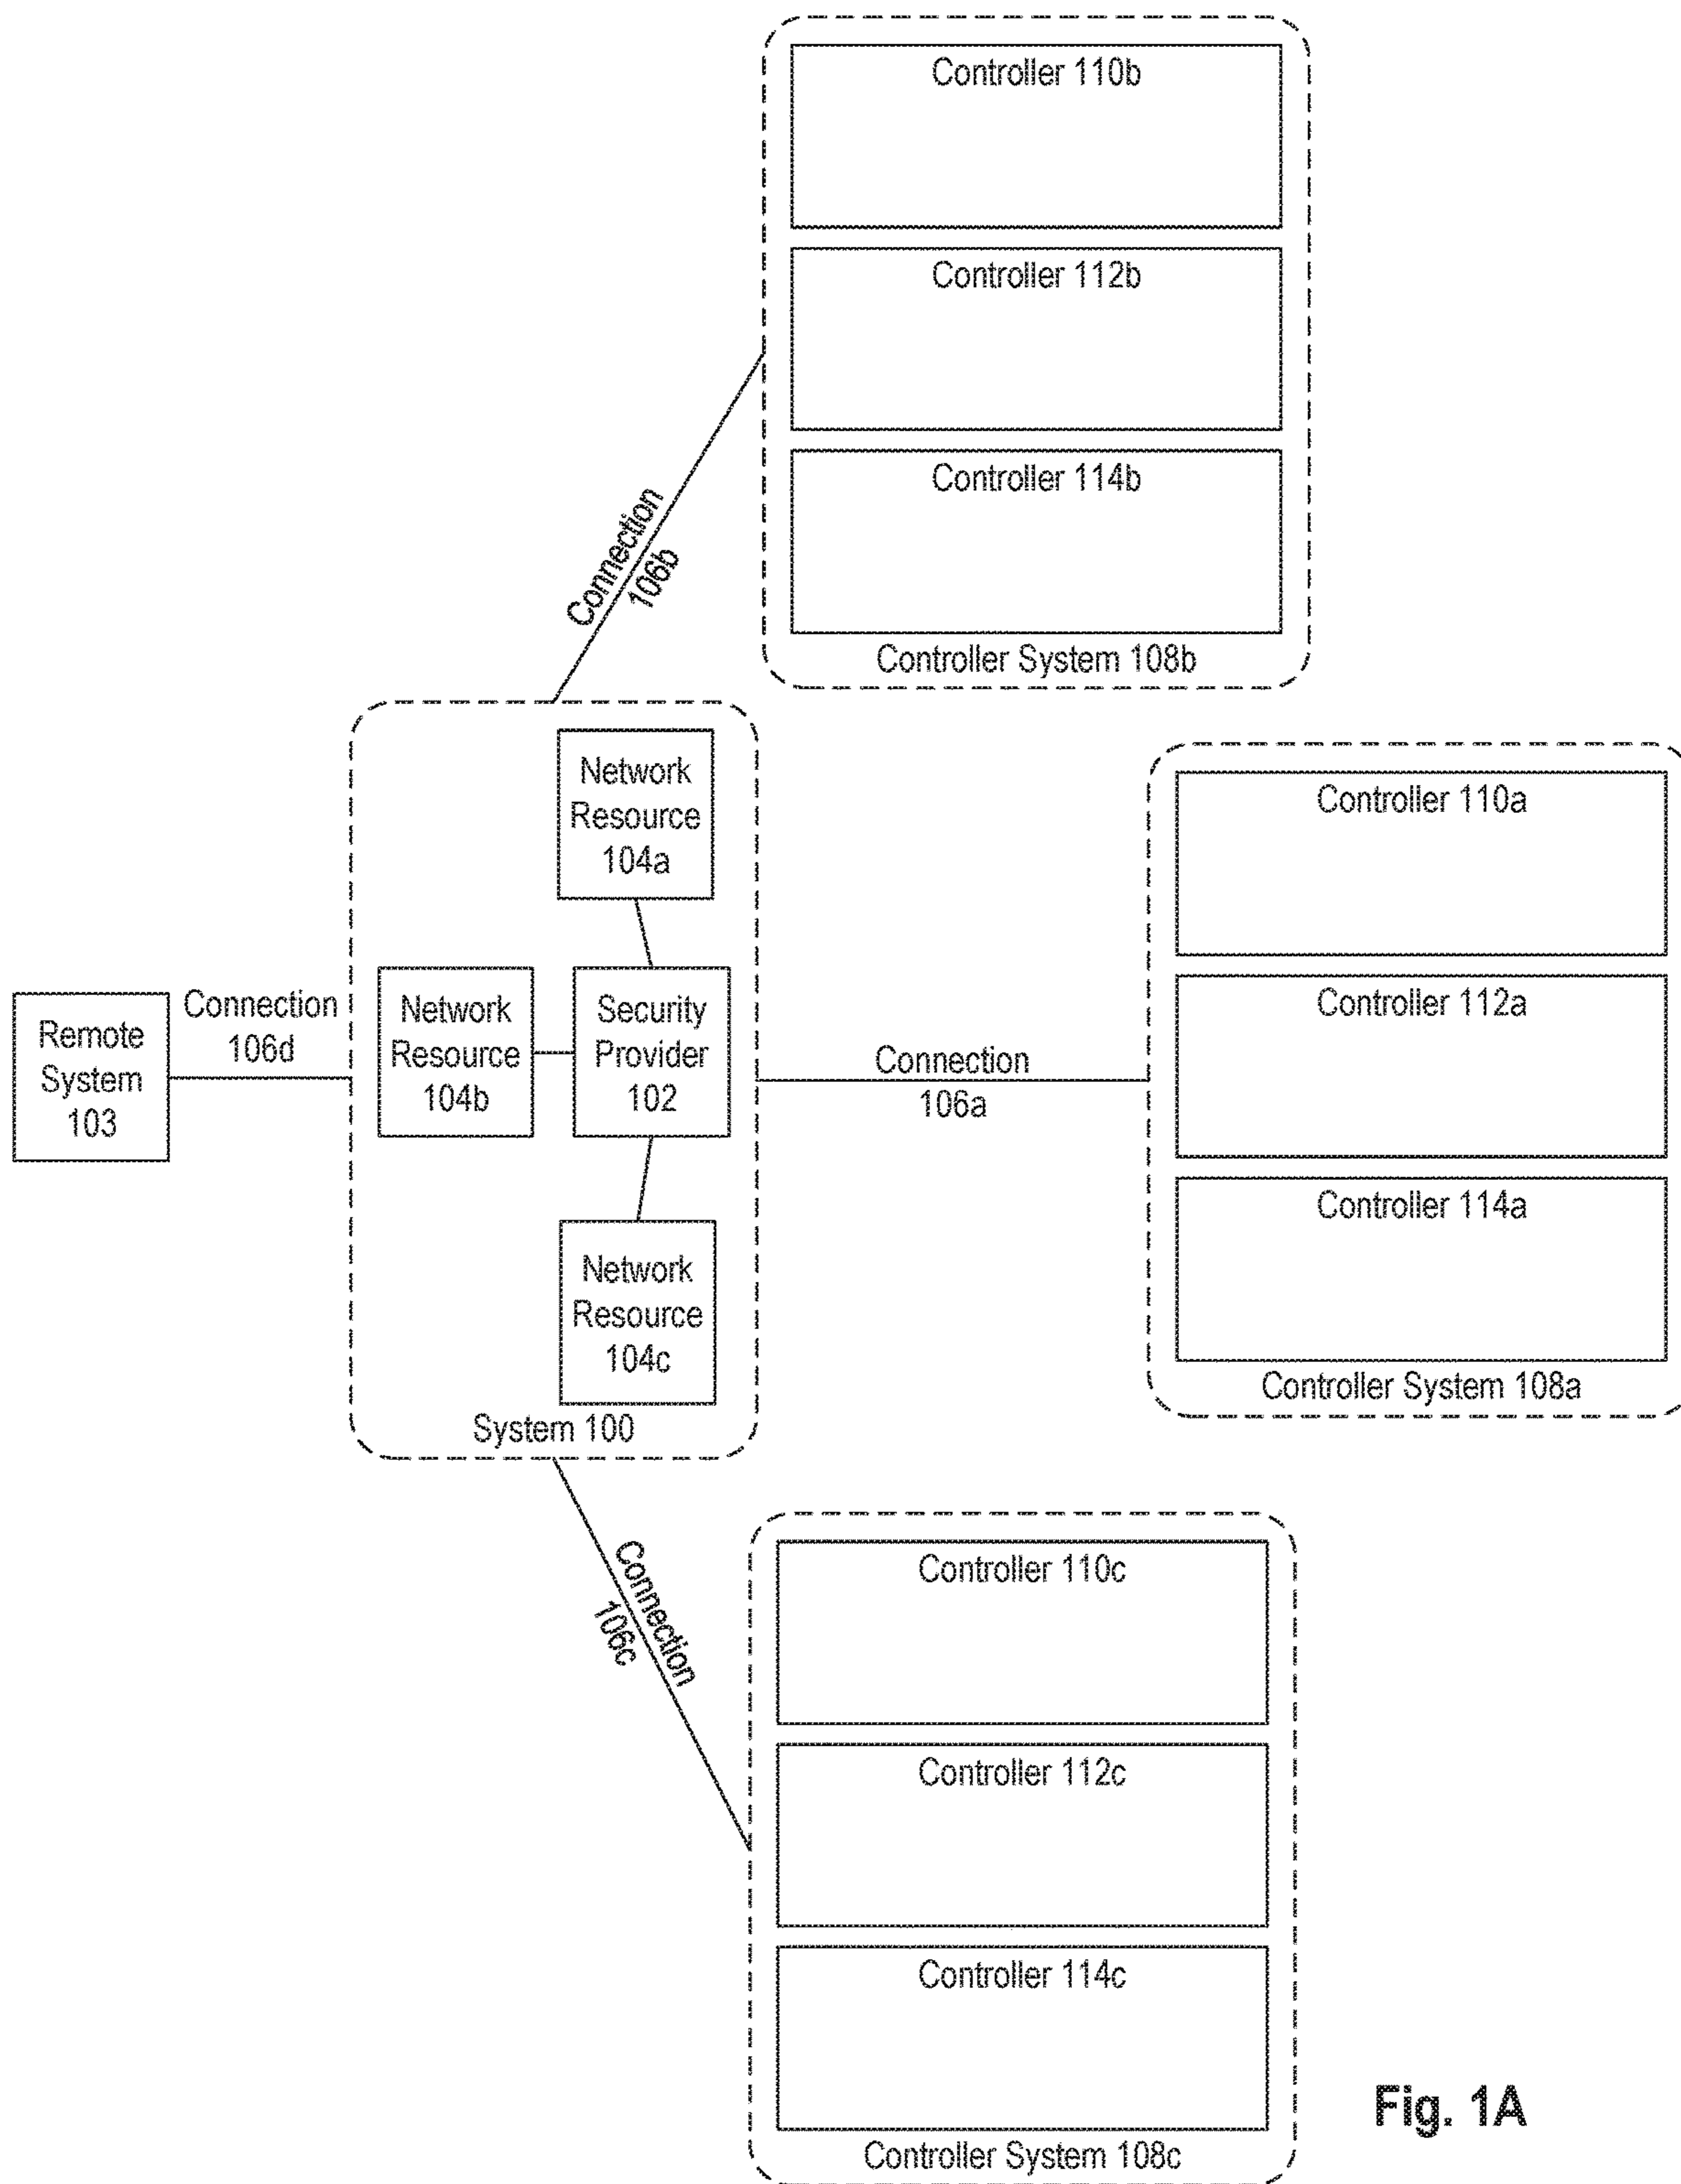 Controller 110b
Controller 112b
Controller 114b
Controller System 108b
Connection
106b
Network
Resource
104a
Network
Resource
104b
Security
Provider
102
Network
Resource
104c
System 100
Remote
System
103
Connection
106d
Connection
106a
Controller 110a
Controller 112a
Controller 114a
Controller System 108a
Connection
106c
Controller 110c
Controller 112c
Controller 114c
Controller System 108c
Fig. 1A